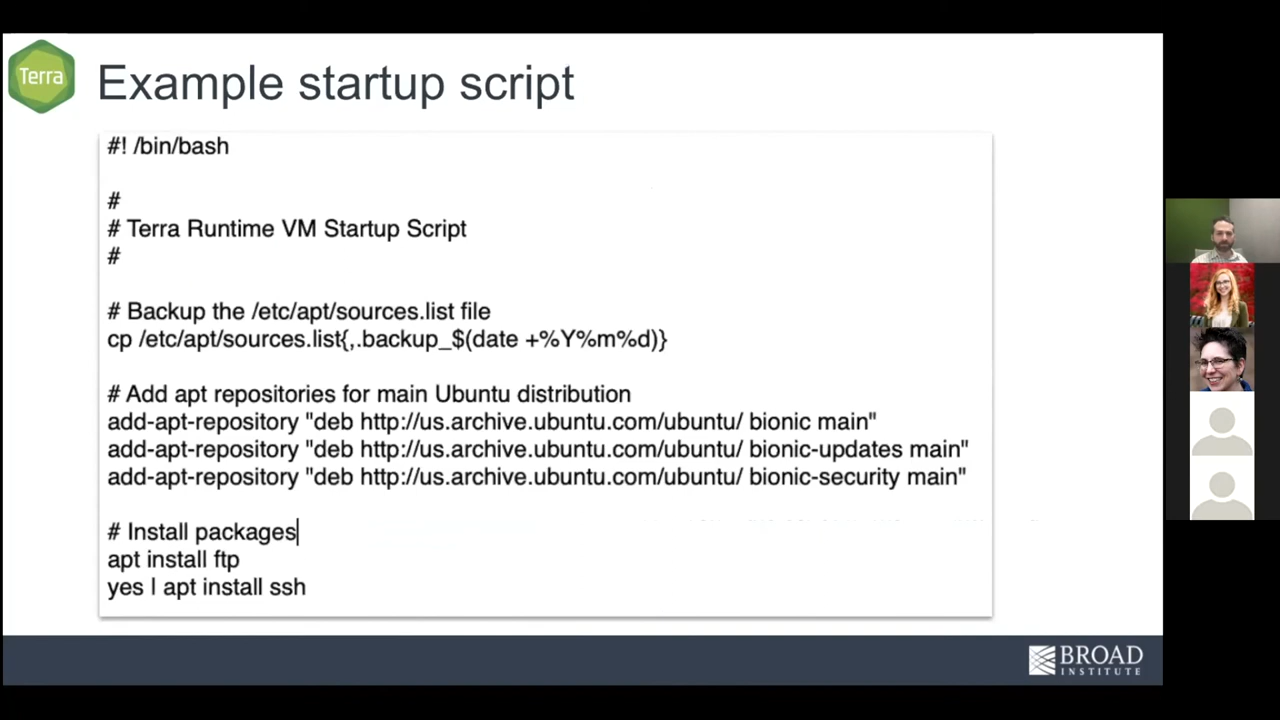 Terra
Example startup script
#! /bin/bash
#
# Terra Runtime VM Startup Script
#
# Backup the /etc/apt/sources.list file
cp /etc/apt/sources.list{,.backup_$(date +%Y%m%d)}
# Add apt repositories for main Ubuntu distribution
add-apt-repository "deb http://us.archive.ubuntu.com/ubuntu/ bionic main"
add-apt-repository "deb http://us.archive.ubuntu.com/ubuntu/ bionic-updates main"
add-apt-repository "deb http://us.archive.ubuntu.com/ubuntu/ bionic-security main"
# Install packages
apt install ftp
yes | apt install ssh
BROAD
INSTITUTE